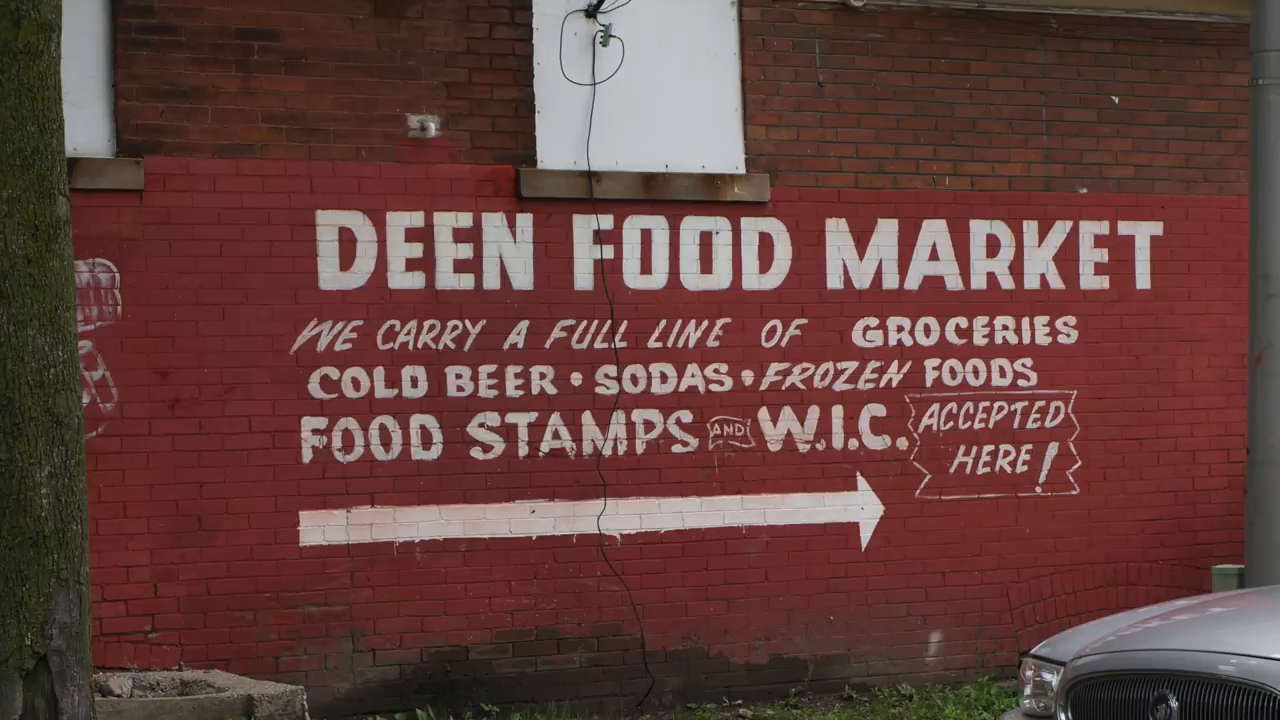 DEEN FOOD MARKET
WE CARRY A FULL LINE OF GROCERIES
COLD BEER • SODAS • FROZEN FOODS
FOOD STAMPS AND W.I.C. ACCEPTED
HERE!